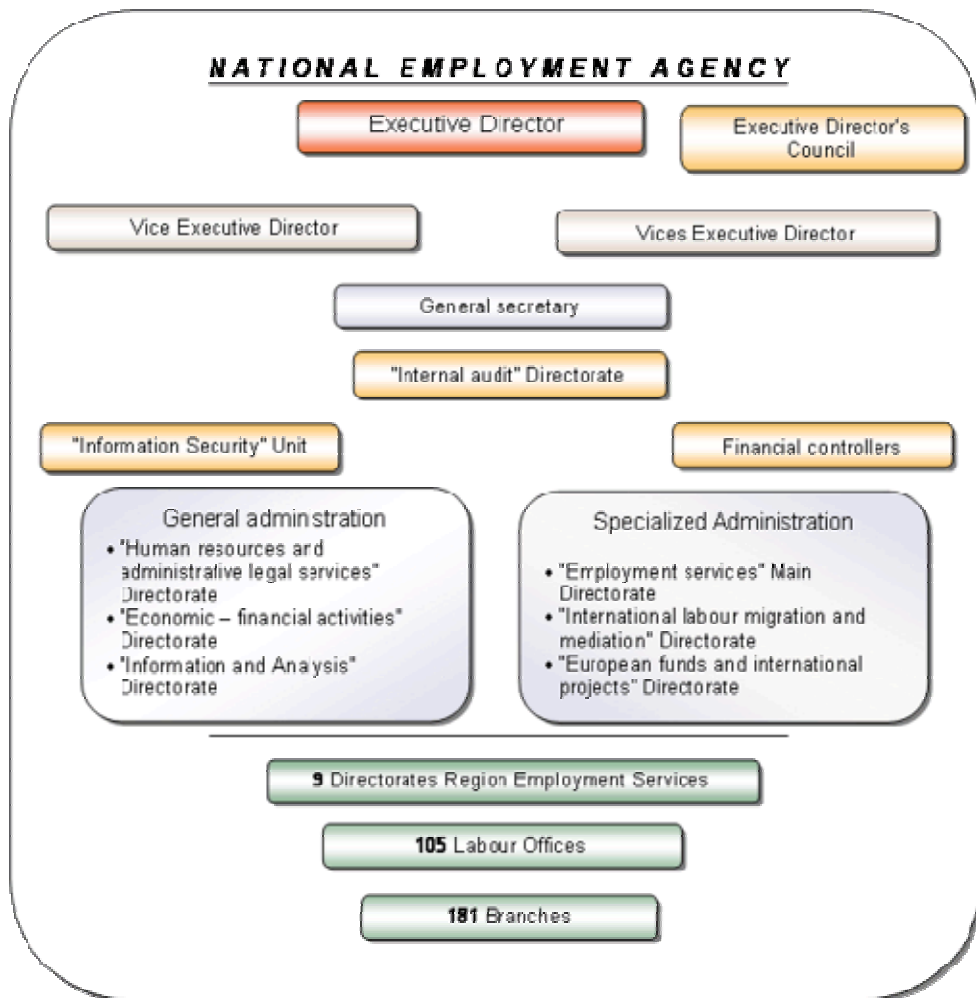 NATIONAL EMPLOYMENT AGENCY
Executive Director
Executive Director's
Council
Vice Executive Director
Vices Executive Director
General secretary
"Internal audit" Directorate
"Information Security" Unit
Financial controllers
General administration
• "Human resources and
administrative legal services"
Directorate
• "Economic – financial activities"
Directorate
• "Information and Analysis"
Directorate
Specialized Administration
• "Employment services" Main
Directorate
• "International labour migration and
mediation" Directorate
• "European funds and international
projects" Directorate
9 Directorates Region Employment Services
105 Labour Offices
181 Branches